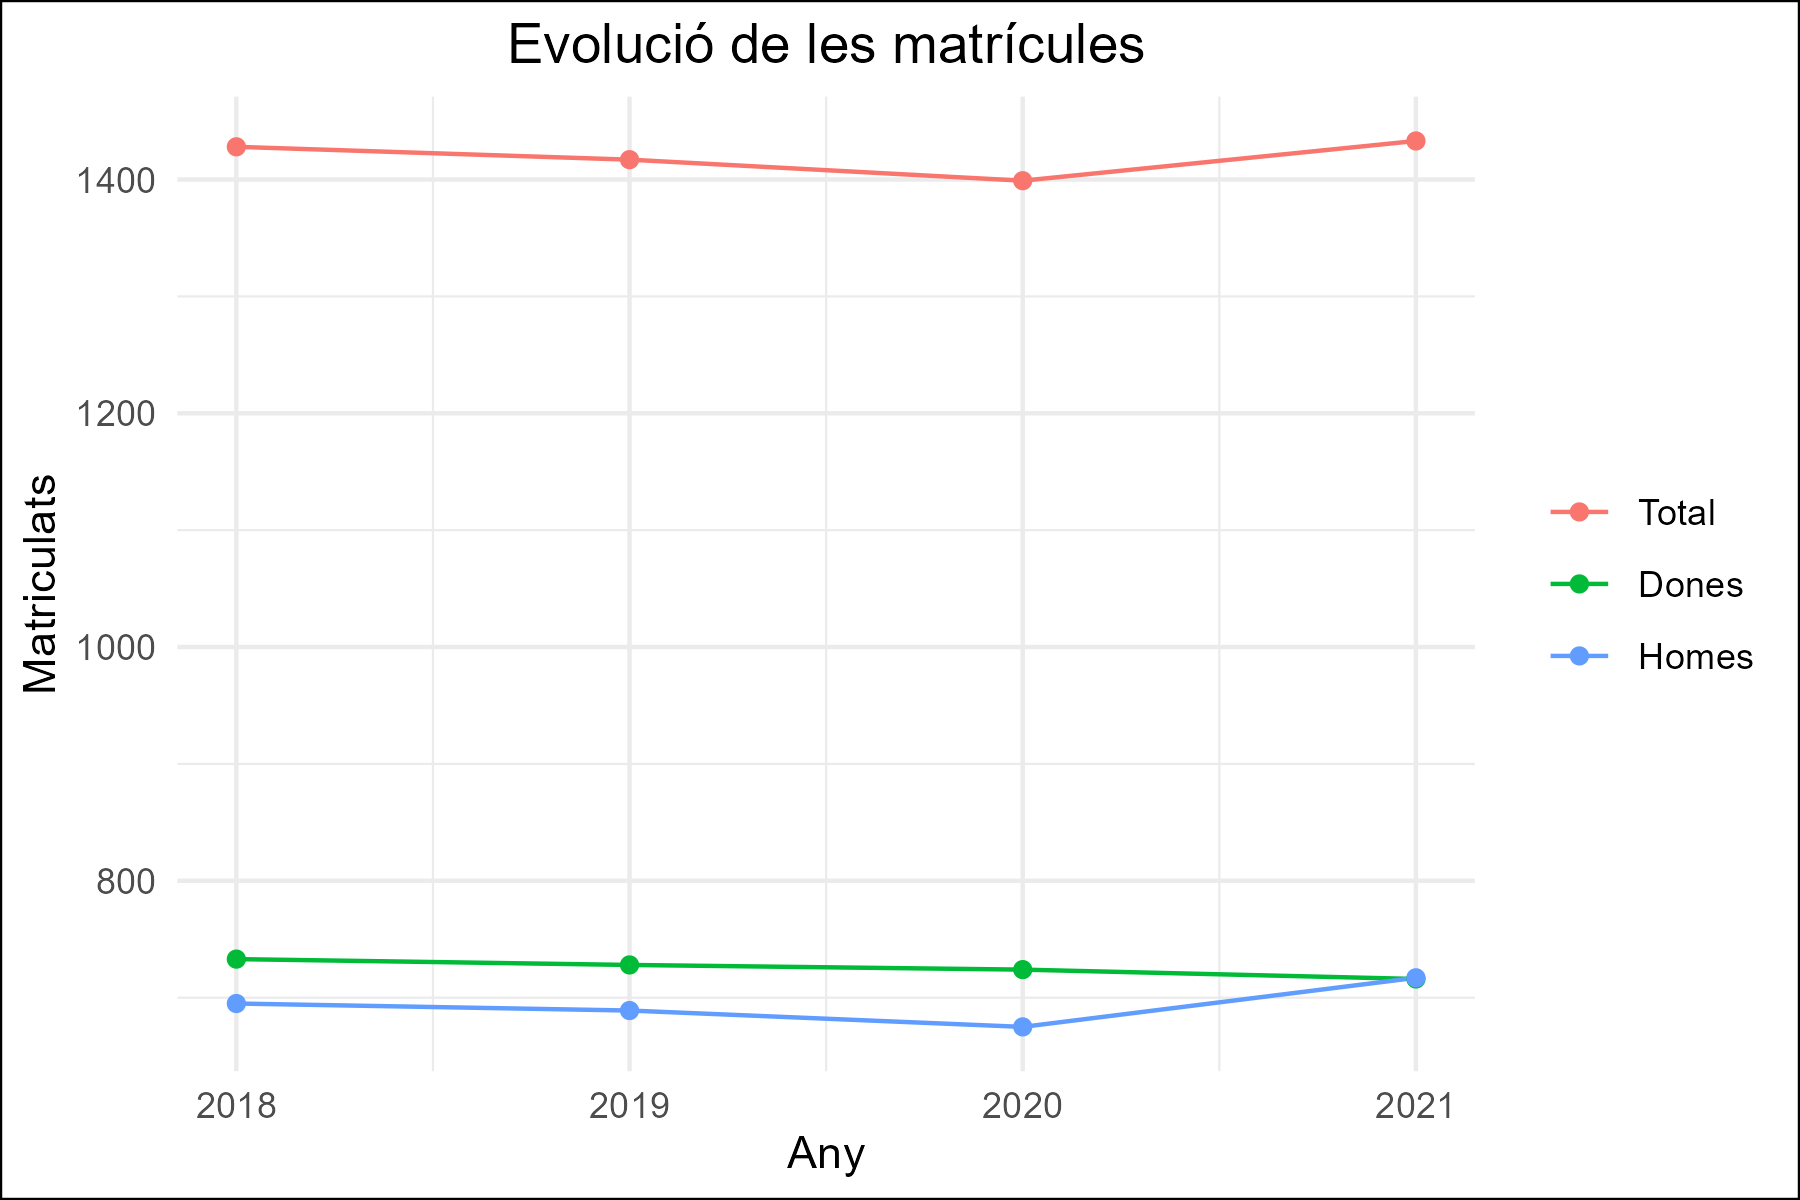 Evolució de les matrícules
1400
1200
1000
800
Matriculats
2018
2019
2020
2021
Any
Total
Dones
Homes